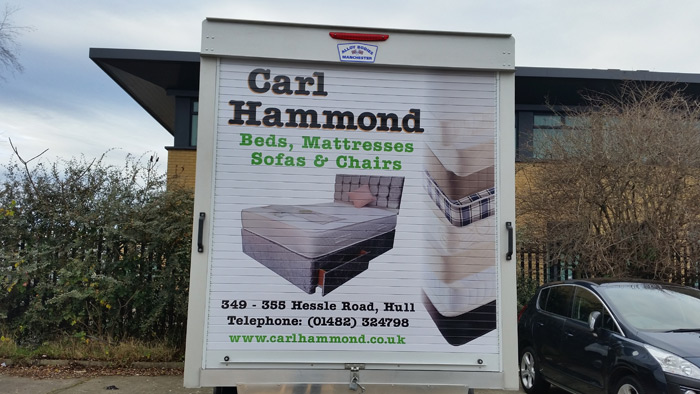 ALLOY BODIES
MANCHESTER
Carl
Hammond
Beds, Mattresses
Sofas & Chairs
349 - 355 Hessle Road, Hull
Telephone: (01482) 324798
www.carlhammond.co.uk